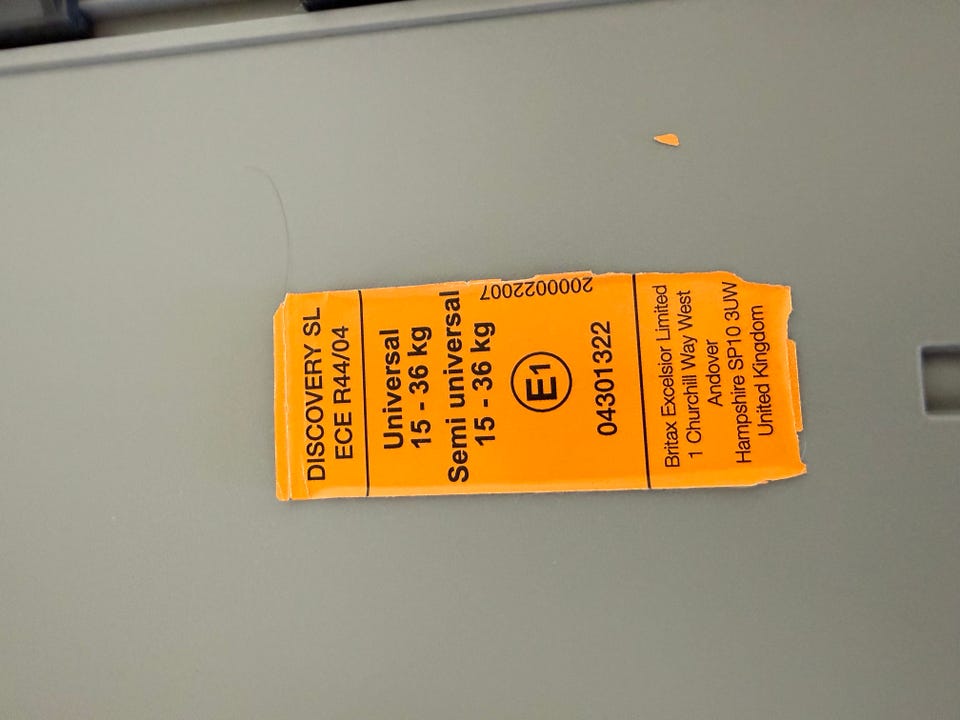 DISCOVERY SL
ECE R44/04
Universal
15 - 36 kg
Semi universal
15 - 36 kg
E1
04301322
2000022007
Britax Excelsior Limited
1 Churchill Way West
Andover
Hampshire SP10 3UW
United Kingdom